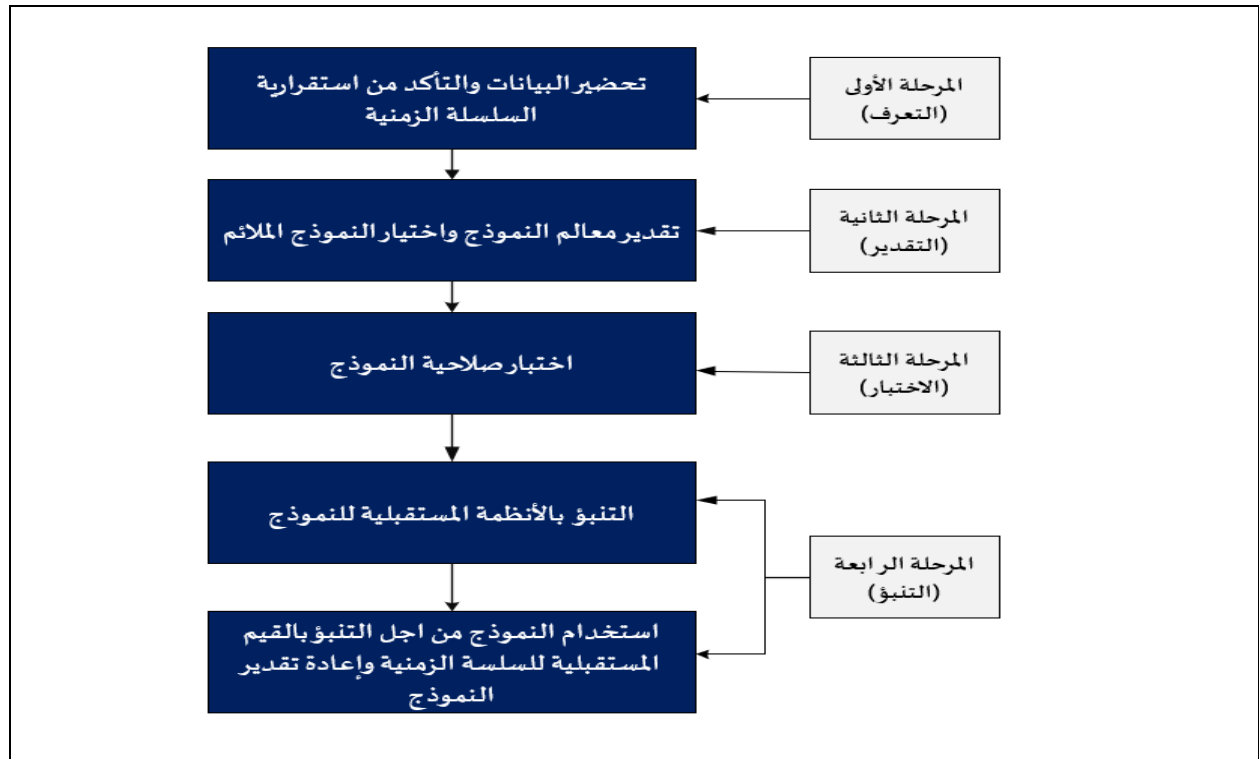 تحضير البيانات والتأكد من استقرارية
السلسلة الزمنية
المرحلة الأولى
(التعرف)
تقدير معالم النموذج واختيار النموذج الملائم
المرحلة الثانية
(التقدير)
اختبار صلاحية النموذج
المرحلة الثالثة
(الاختبار)
التنبؤ بالأنظمة المستقبلية للنموذج
المرحلة الرابعة
(التنبؤ)
استخدام النموذج من اجل التنبؤ بالقيم
المستقبلية للسلسة الزمنية وإعادة تقدير
النموذج